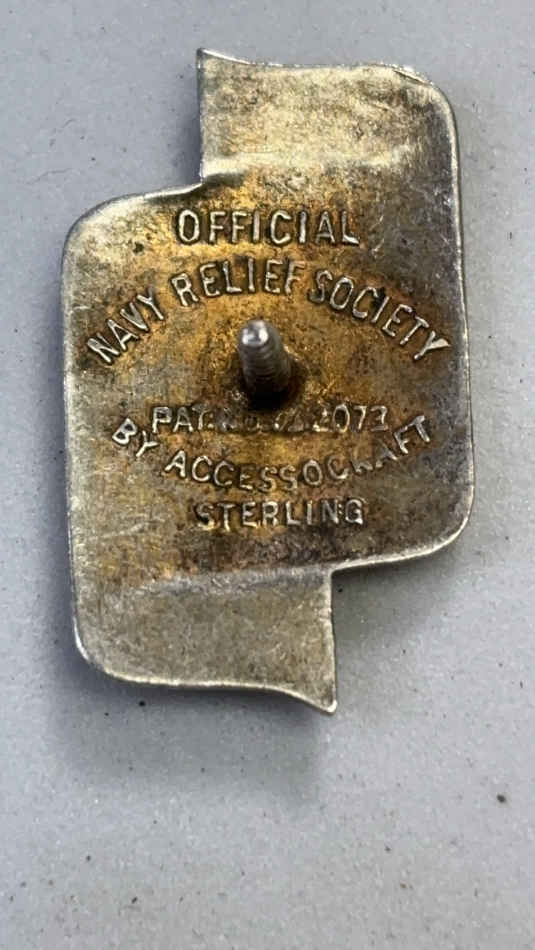 OFFICIAL
NAVY RELIEF SOCIETY
PAT.
BY ACCESSOCRAFT
STERLING